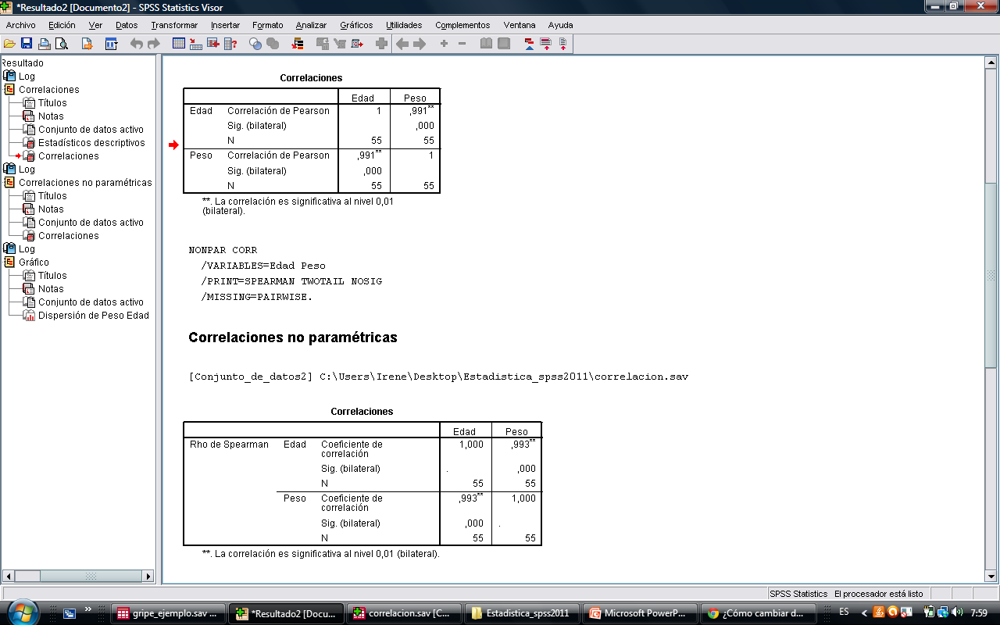 *Resultado2 [Documento2] - SPSS Statistics Visor
Archivo Edición Ver Datos Transformar Insertar Formato Analizar Gráficos Utilidades Complementos Ventana Ayuda
Resultado
Log
Correlaciones
Títulos
Notas
Conjunto de datos activo
Estadísticos descriptivos
Correlaciones
Log
Correlaciones no paramétricas
Títulos
Notas
Conjunto de datos activo
Correlaciones
Log
Gráfico
Títulos
Notas
Conjunto de datos activo
Dispersión de Peso Edad
Correlaciones
Edad Peso
Edad Correlación de Pearson 1 ,991**
Sig. (bilateral) ,000
N 55 55
Peso Correlación de Pearson ,991** 1
Sig. (bilateral) ,000
N 55 55
**. La correlación es significativa al nivel 0,01
(bilateral).
NONPAR CORR
/VARIABLES=Edad Peso
/PRINT=SPEARMAN TWOTAIL NOSIG
/MISSING=PAIRWISE.
Correlaciones no paramétricas
[Conjunto_de_datos2] C:\Users\Irene\Desktop\Estadistica_spss2011\correlacion.sav
Correlaciones
Edad Peso
Rho de Spearman Edad Coeficiente de 1,000 ,993**
correlación
Sig. (bilateral) . ,000
N 55 55
Peso Coeficiente de ,993** 1,000
correlación
Sig. (bilateral) ,000 .
N 55 55
**. La correlación es significativa al nivel 0,01 (bilateral).
SPSS Statistics El procesador está listo
gripe_ejemplo.sav ... *Resultado2 [Docu... correlacion.sav [C... Estadistica_spss2011 Microsoft PowerP... ¿Cómo cambiar d... ES 7:59